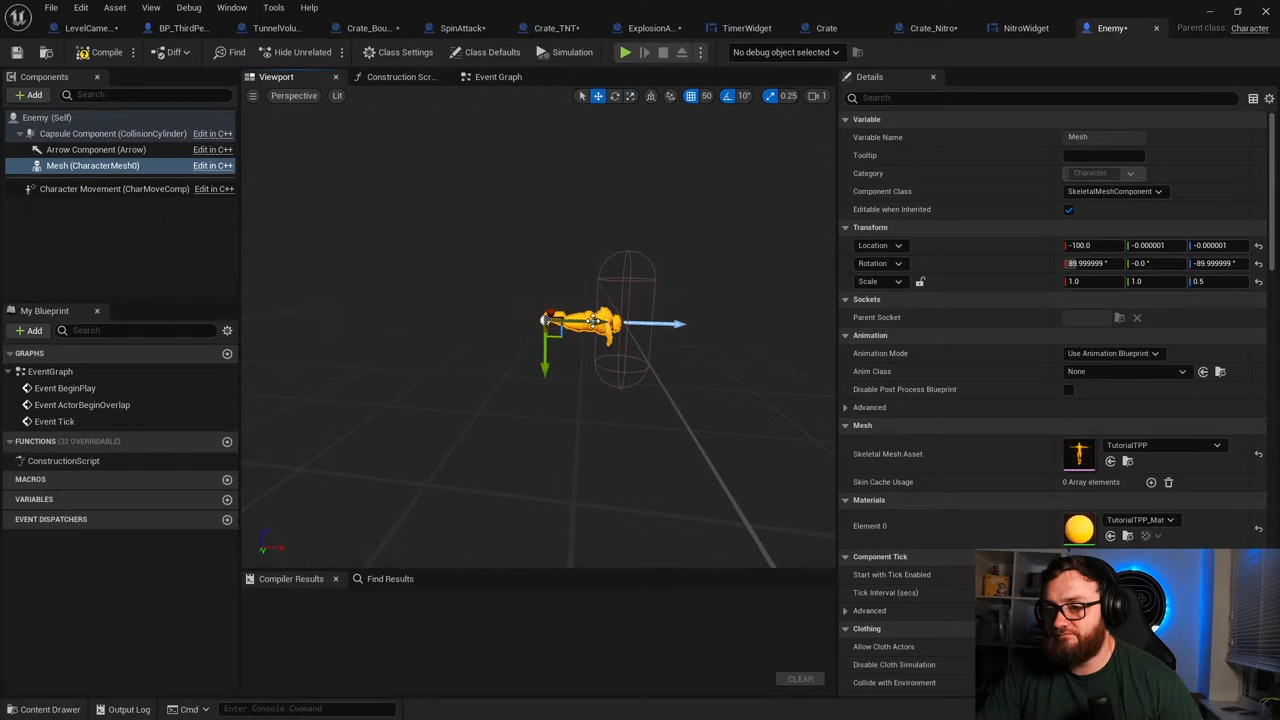 File Edit Asset View Debug Window Tools Help
LevelCame...* BP_ThirdPe... TunnelVolu... Crate_Bou...* SpinAttack* Crate_TNT* ExplosionA... TimerWidget Crate Crate_Nitro* NitroWidget Enemy* Parent class: Character
Compile Diff Find Hide Unrelated Class Settings Class Defaults Simulation No debug object selected
Components
Add Search
Enemy (Self)
Capsule Component (CollisionCylinder) Edit in C++
Arrow Component (Arrow) Edit in C++
Mesh (CharacterMesh0) Edit in C++
Character Movement (CharMoveComp) Edit in C++
My Blueprint
Add Search
GRAPHS
EventGraph
Event BeginPlay
Event ActorBeginOverlap
Event Tick
FUNCTIONS (32 OVERRIDABLE)
ConstructionScript
MACROS
VARIABLES
EVENT DISPATCHERS
Viewport Construction Scr... Event Graph
Perspective Lit 50 10° 0.25 1
Compiler Results Find Results
CLEAR
Details
Search
Variable
Variable Name Mesh
Tooltip
Category Character
Component Class SkeletalMeshComponent
Editable when Inherited
Transform
Location -100.0 -0.000001 -0.000001
Rotation 89.999999 ° -0.0 ° -89.999999 °
Scale 1.0 1.0 0.5
Sockets
Parent Socket
Animation
Animation Mode Use Animation Blueprint
Anim Class None
Disable Post Process Blueprint
Advanced
Mesh
Skeletal Mesh Asset TutorialTPP
Skin Cache Usage 0 Array elements
Materials
Element 0 TutorialTPP_Mat
Component Tick
Start with Tick Enabled
Tick Interval (secs)
Advanced
Clothing
Allow Cloth Actors
Disable Cloth Simulation
Collide with Environment
Content Drawer Output Log Cmd Enter Console Command